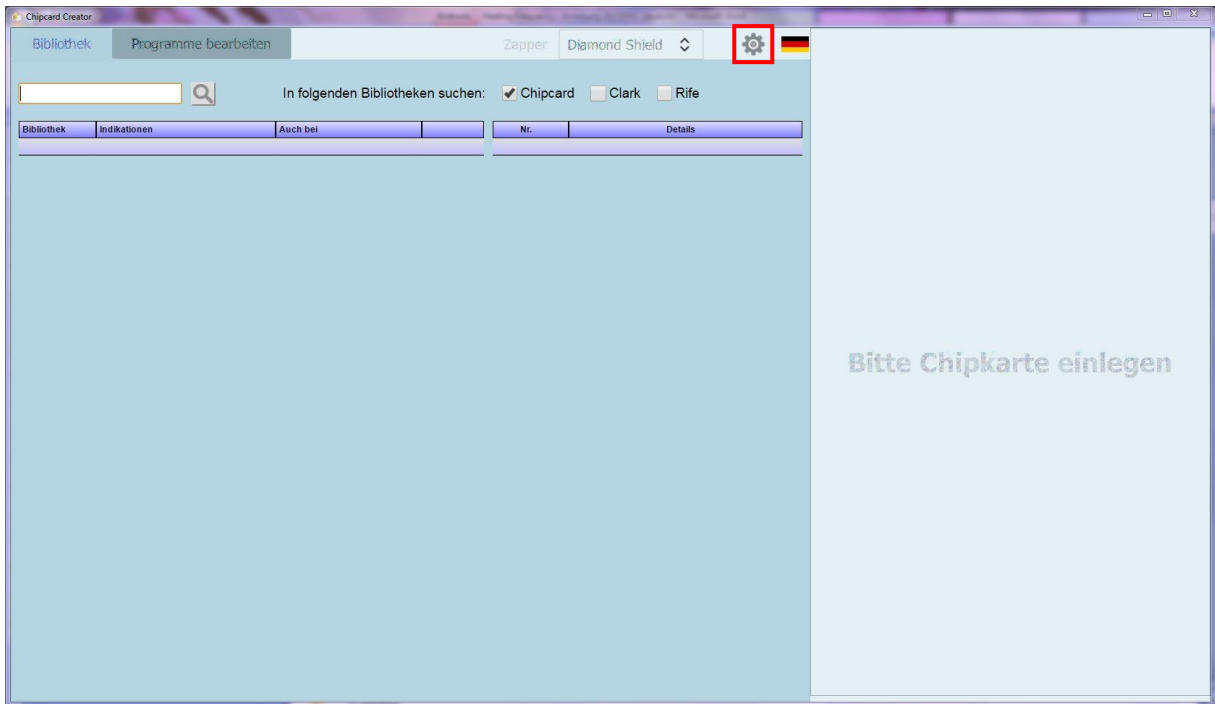 Chipcard Creator
Bibliothek Programme bearbeiten Zapper Diamond Shield
In folgenden Bibliotheken suchen: Chipcard Clark Rife
Bibliothek Indikationen Auch bei Nr. Details
Bitte Chipkarte einlegen